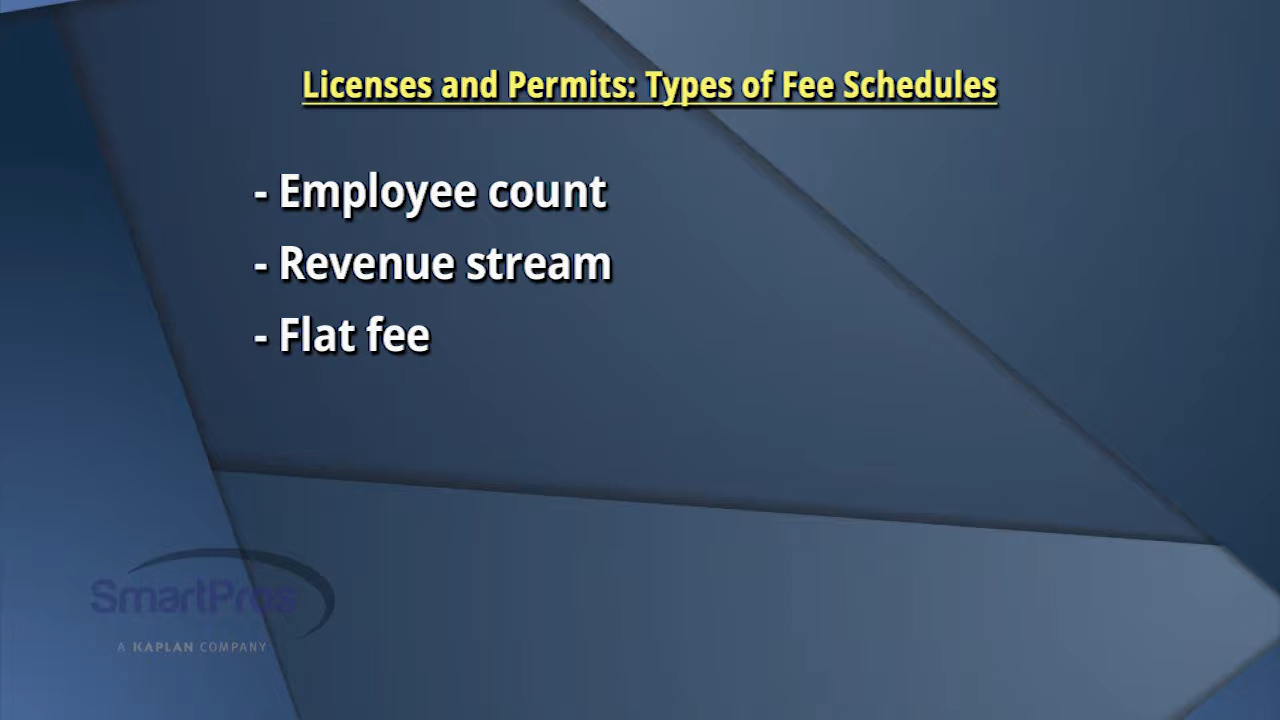 Licenses and Permits: Types of Fee Schedules
- Employee count
- Revenue stream
- Flat fee
SmartPros
A KAPLAN COMPANY